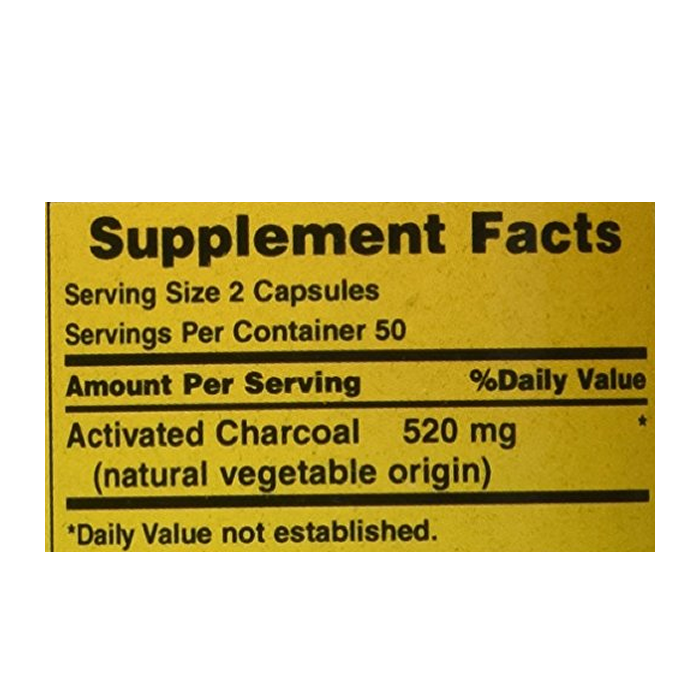 Supplement Facts
Serving Size 2 Capsules
Servings Per Container 50
Amount Per Serving %Daily Value
Activated Charcoal 520 mg *
(natural vegetable origin)
*Daily Value not established.